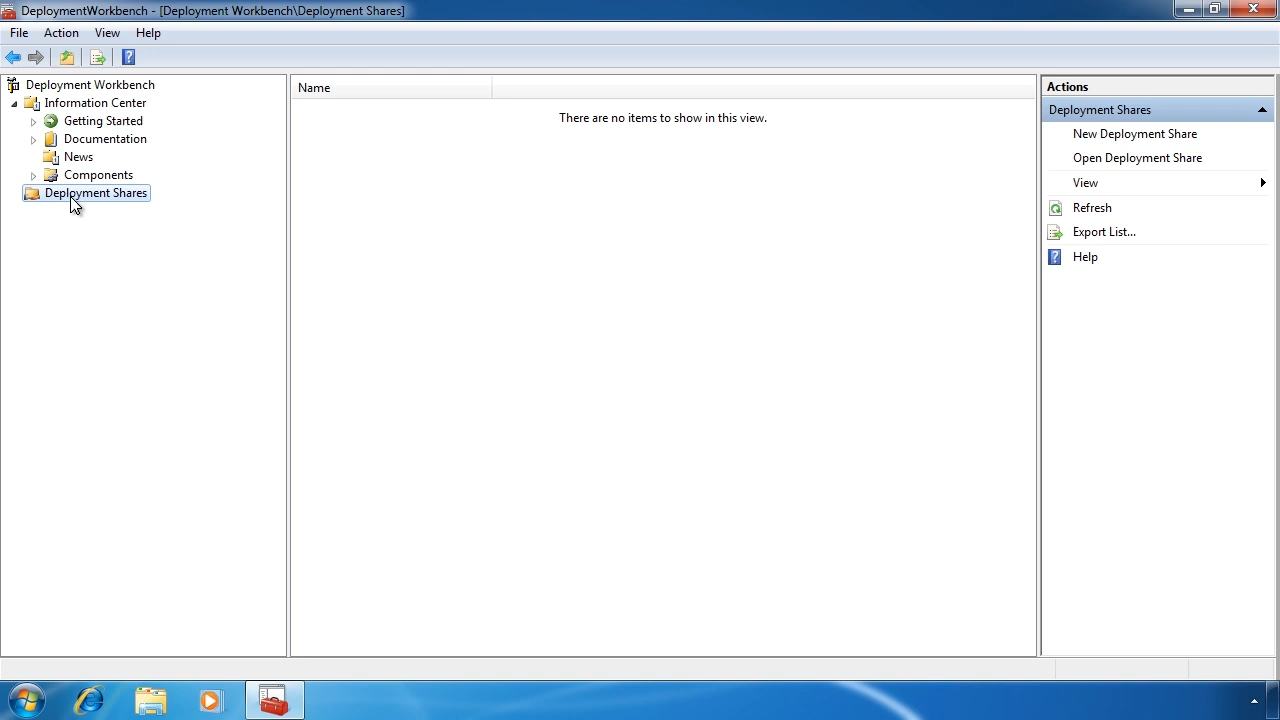 DeploymentWorkbench - [Deployment Workbench\Deployment Shares]
File Action View Help
Deployment Workbench
Information Center
Getting Started
Documentation
News
Components
Deployment Shares
Name
There are no items to show in this view.
Actions
Deployment Shares
New Deployment Share
Open Deployment Share
View
Refresh
Export List...
Help